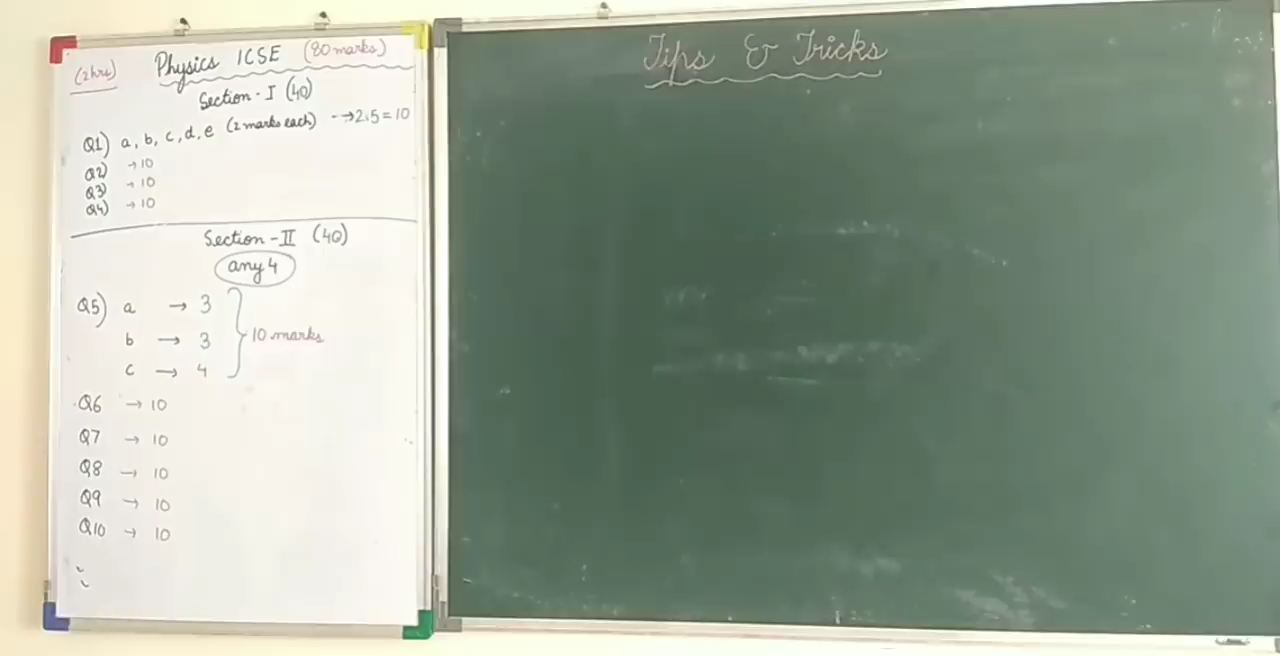 Physics ICSE (80 marks)
(2hrs)
Section-I (40)
Q1) a, b, c, d, e (2 marks each) -→2×5=10
Q2) →10
Q3) →10
Q4) →10
Section-II (40)
any 4
Q5) a → 3
b → 3
c → 4
10 marks
Q6 → 10
Q7 → 10
Q8 → 10
Q9 → 10
Q10 → 10
Tips & Tricks